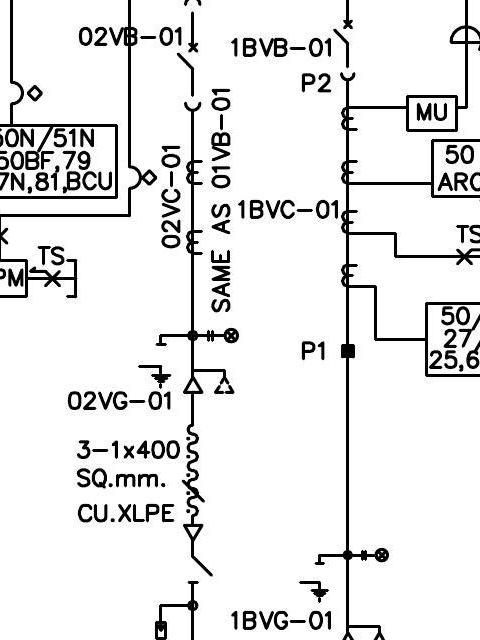 02VB-01
1BVB-01
P2
MU
50N/51N
50BF,79
7N,81,BCU
50
ARC
02VC-01
SAME AS 01VB-01
1BVC-01
TS
TS
PM
50/
27/
25,6
P1
02VG-01
3-1x400
SQ.mm.
CU.XLPE
1BVG-01